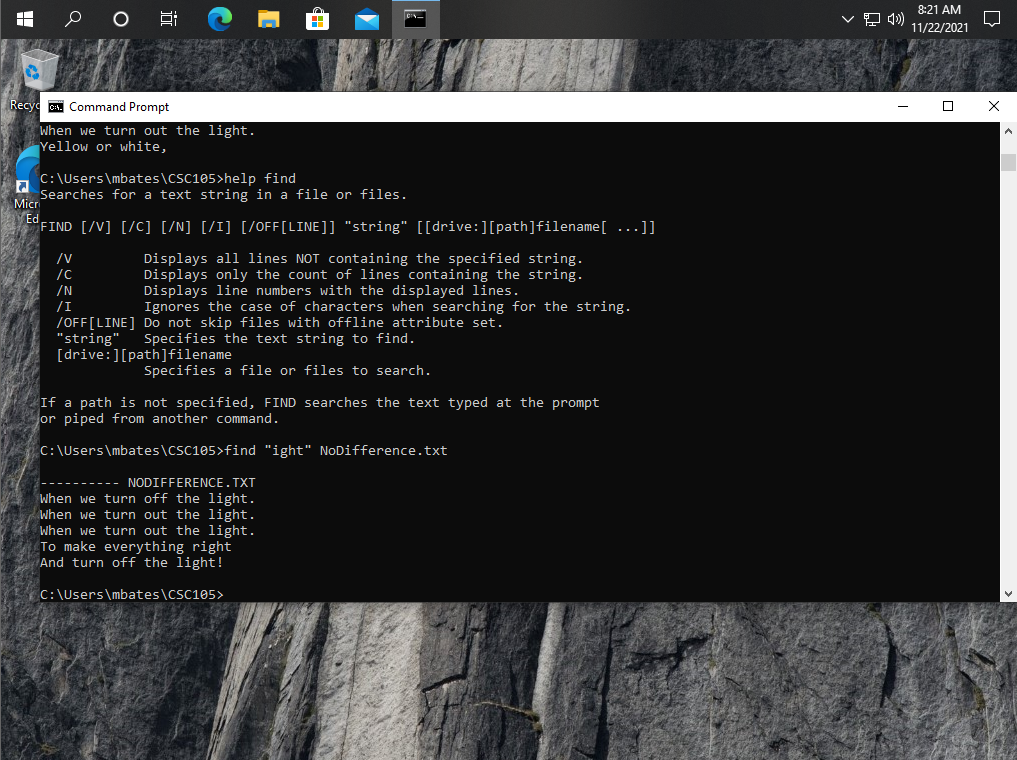 8:21 AM
11/22/2021
Recyc
Micr
Ed
Command Prompt
When we turn out the light.
Yellow or white,
C:\Users\mbates\CSC105>help find
Searches for a text string in a file or files.
FIND [/V] [/C] [/N] [/I] [/OFF[LINE]] "string" [[drive:][path]filename[ ...]]
/V         Displays all lines NOT containing the specified string.
/C         Displays only the count of lines containing the string.
/N         Displays line numbers with the displayed lines.
/I         Ignores the case of characters when searching for the string.
/OFF[LINE] Do not skip files with offline attribute set.
"string"   Specifies the text string to find.
[drive:][path]filename
Specifies a file or files to search.
If a path is not specified, FIND searches the text typed at the prompt
or piped from another command.
C:\Users\mbates\CSC105>find "ight" NoDifference.txt
---------- NODIFFERENCE.TXT
When we turn off the light.
When we turn out the light.
When we turn out the light.
To make everything right
And turn off the light!
C:\Users\mbates\CSC105>